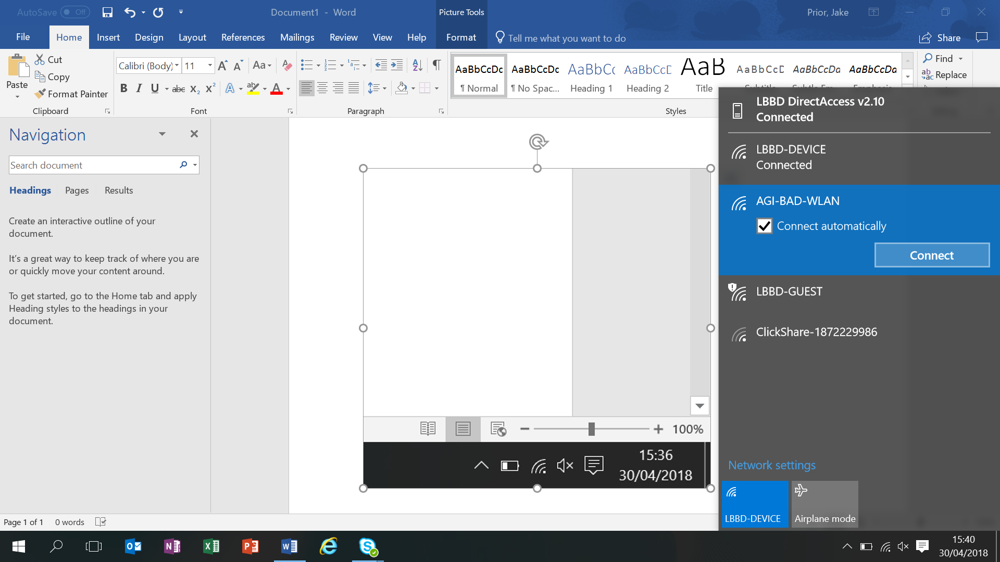 AutoSave Off
Document1 - Word
Picture Tools
Prior, Jake
File Home Insert Design Layout References Mailings Review View Help Format Tell me what you want to do Share
Cut
Copy
Format Painter
Paste
Clipboard
Calibri (Body) 11
Font
Paragraph
AaBbCcDc AaBbCcDc AaBbCc AaBbCcD AaB AaBbCcD AaBbCcDd AaBbCcDd
¶ Normal ¶ No Spac... Heading 1 Heading 2 Title
Styles
Find
Replace
Navigation
Search document
Headings Pages Results
Create an interactive outline of your
document.
It's a great way to keep track of where you are
or quickly move your content around.
To get started, go to the Home tab and apply
Heading styles to the headings in your
document.
100%
15:36
30/04/2018
LBBD DirectAccess v2.10
Connected
LBBD-DEVICE
Connected
AGI-BAD-WLAN
Connect automatically
Connect
LBBD-GUEST
ClickShare-1872229986
Network settings
LBBD-DEVICE Airplane mode
Page 1 of 1 0 words
15:40
30/04/2018